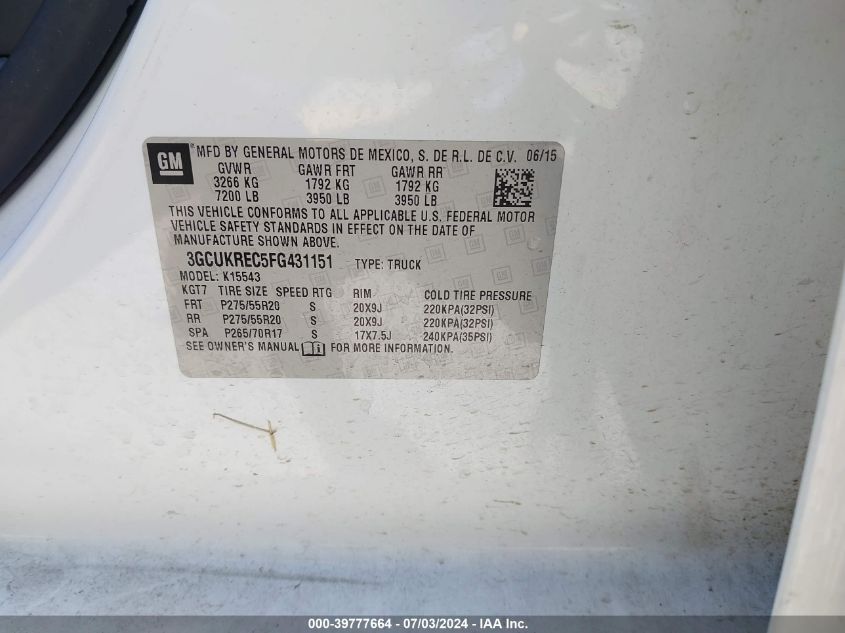 GM ® MFD BY GENERAL MOTORS DE MEXICO, S. DE R.L. DE C.V. 06/15
GVWR GAWR FRT GAWR RR
3266 KG 1792 KG 1792 KG
7200 LB 3950 LB 3950 LB
THIS VEHICLE CONFORMS TO ALL APPLICABLE U.S. FEDERAL MOTOR
VEHICLE SAFETY STANDARDS IN EFFECT ON THE DATE OF
MANUFACTURE SHOWN ABOVE.
3GCUKREC5FG431151 TYPE: TRUCK
MODEL: K15543
KGT7 TIRE SIZE SPEED RTG RIM COLD TIRE PRESSURE
FRT P275/55R20 S 20X9J 220KPA(32PSI)
RR P275/55R20 S 20X9J 220KPA(32PSI)
SPA P265/70R17 S 17X7.5J 240KPA(35PSI)
SEE OWNER'S MANUAL FOR MORE INFORMATION.
000-39777664 / 07/03/2024 - IAA Inc.